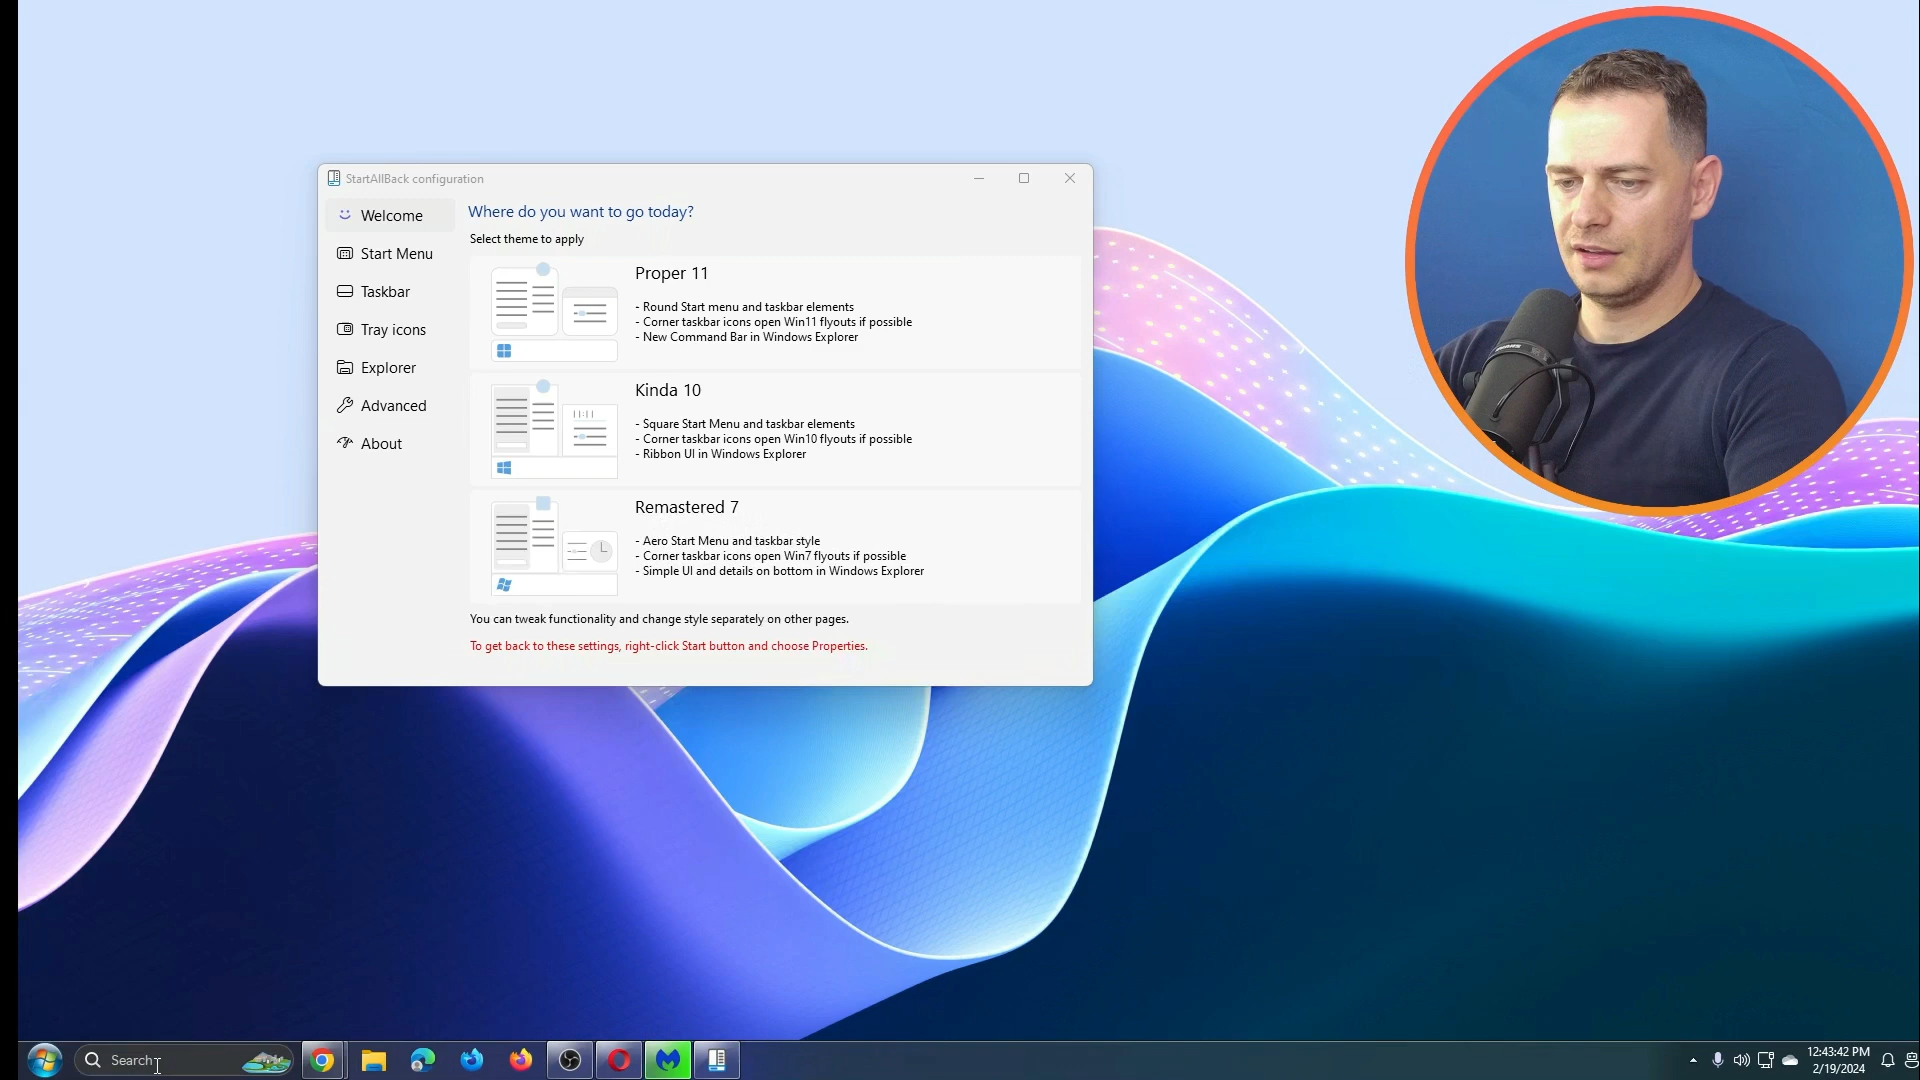 StartAllBack configuration
Welcome
Start Menu
Taskbar
Tray icons
Explorer
Advanced
About
Where do you want to go today?
Select theme to apply
Proper 11
- Round Start menu and taskbar elements
- Corner taskbar icons open Win11 flyouts if possible
- New Command Bar in Windows Explorer
Kinda 10
- Square Start Menu and taskbar elements
- Corner taskbar icons open Win10 flyouts if possible
- Ribbon UI in Windows Explorer
Remastered 7
- Aero Start Menu and taskbar style
- Corner taskbar icons open Win7 flyouts if possible
- Simple UI and details on bottom in Windows Explorer
You can tweak functionality and change style separately on other pages.
To get back to these settings, right-click Start button and choose Properties.
Search
12:43:42 PM
2/19/2024